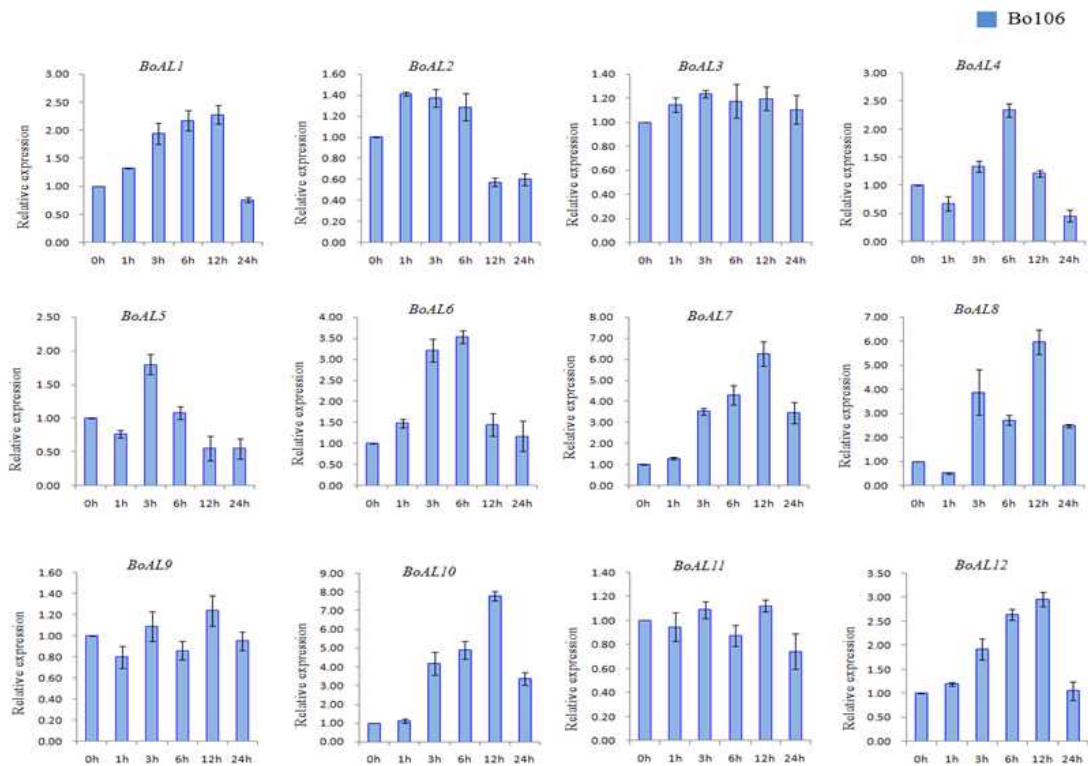 Bo106
BoAL1
Relative expression
3.00
2.50
2.00
1.50
1.00
0.50
0.00
0h 1h 3h 6h 12h 24h
BoAL2
Relative expression
1.60
1.40
1.20
1.00
0.80
0.60
0.40
0.20
0.00
0h 1h 3h 6h 12h 24h
BoAL3
Relative expression
1.40
1.20
1.00
0.80
0.60
0.40
0.20
0.00
0h 1h 3h 6h 12h 24h
BoAL4
Relative expression
3.00
2.50
2.00
1.50
1.00
0.50
0.00
0h 1h 3h 6h 12h 24h
BoAL5
Relative expression
2.50
2.00
1.50
1.00
0.50
0.00
0h 1h 3h 6h 12h 24h
BoAL6
Relative expression
4.00
3.50
3.00
2.50
2.00
1.50
1.00
0.50
0.00
0h 1h 3h 6h 12h 24h
BoAL7
Relative expression
8.00
7.00
6.00
5.00
4.00
3.00
2.00
1.00
0.00
0h 1h 3h 6h 12h 24h
BoAL8
Relative expression
7.00
6.00
5.00
4.00
3.00
2.00
1.00
0.00
0h 1h 3h 6h 12h 24h
BoAL9
Relative expression
1.60
1.40
1.20
1.00
0.80
0.60
0.40
0.20
0.00
0h 1h 3h 6h 12h 24h
BoAL10
Relative expression
9.00
8.00
7.00
6.00
5.00
4.00
3.00
2.00
1.00
0.00
0h 1h 3h 6h 12h 24h
BoAL11
Relative expression
1.40
1.20
1.00
0.80
0.60
0.40
0.20
0.00
0h 1h 3h 6h 12h 24h
BoAL12
Relative expression
3.50
3.00
2.50
2.00
1.50
1.00
0.50
0.00
0h 1h 3h 6h 12h 24h